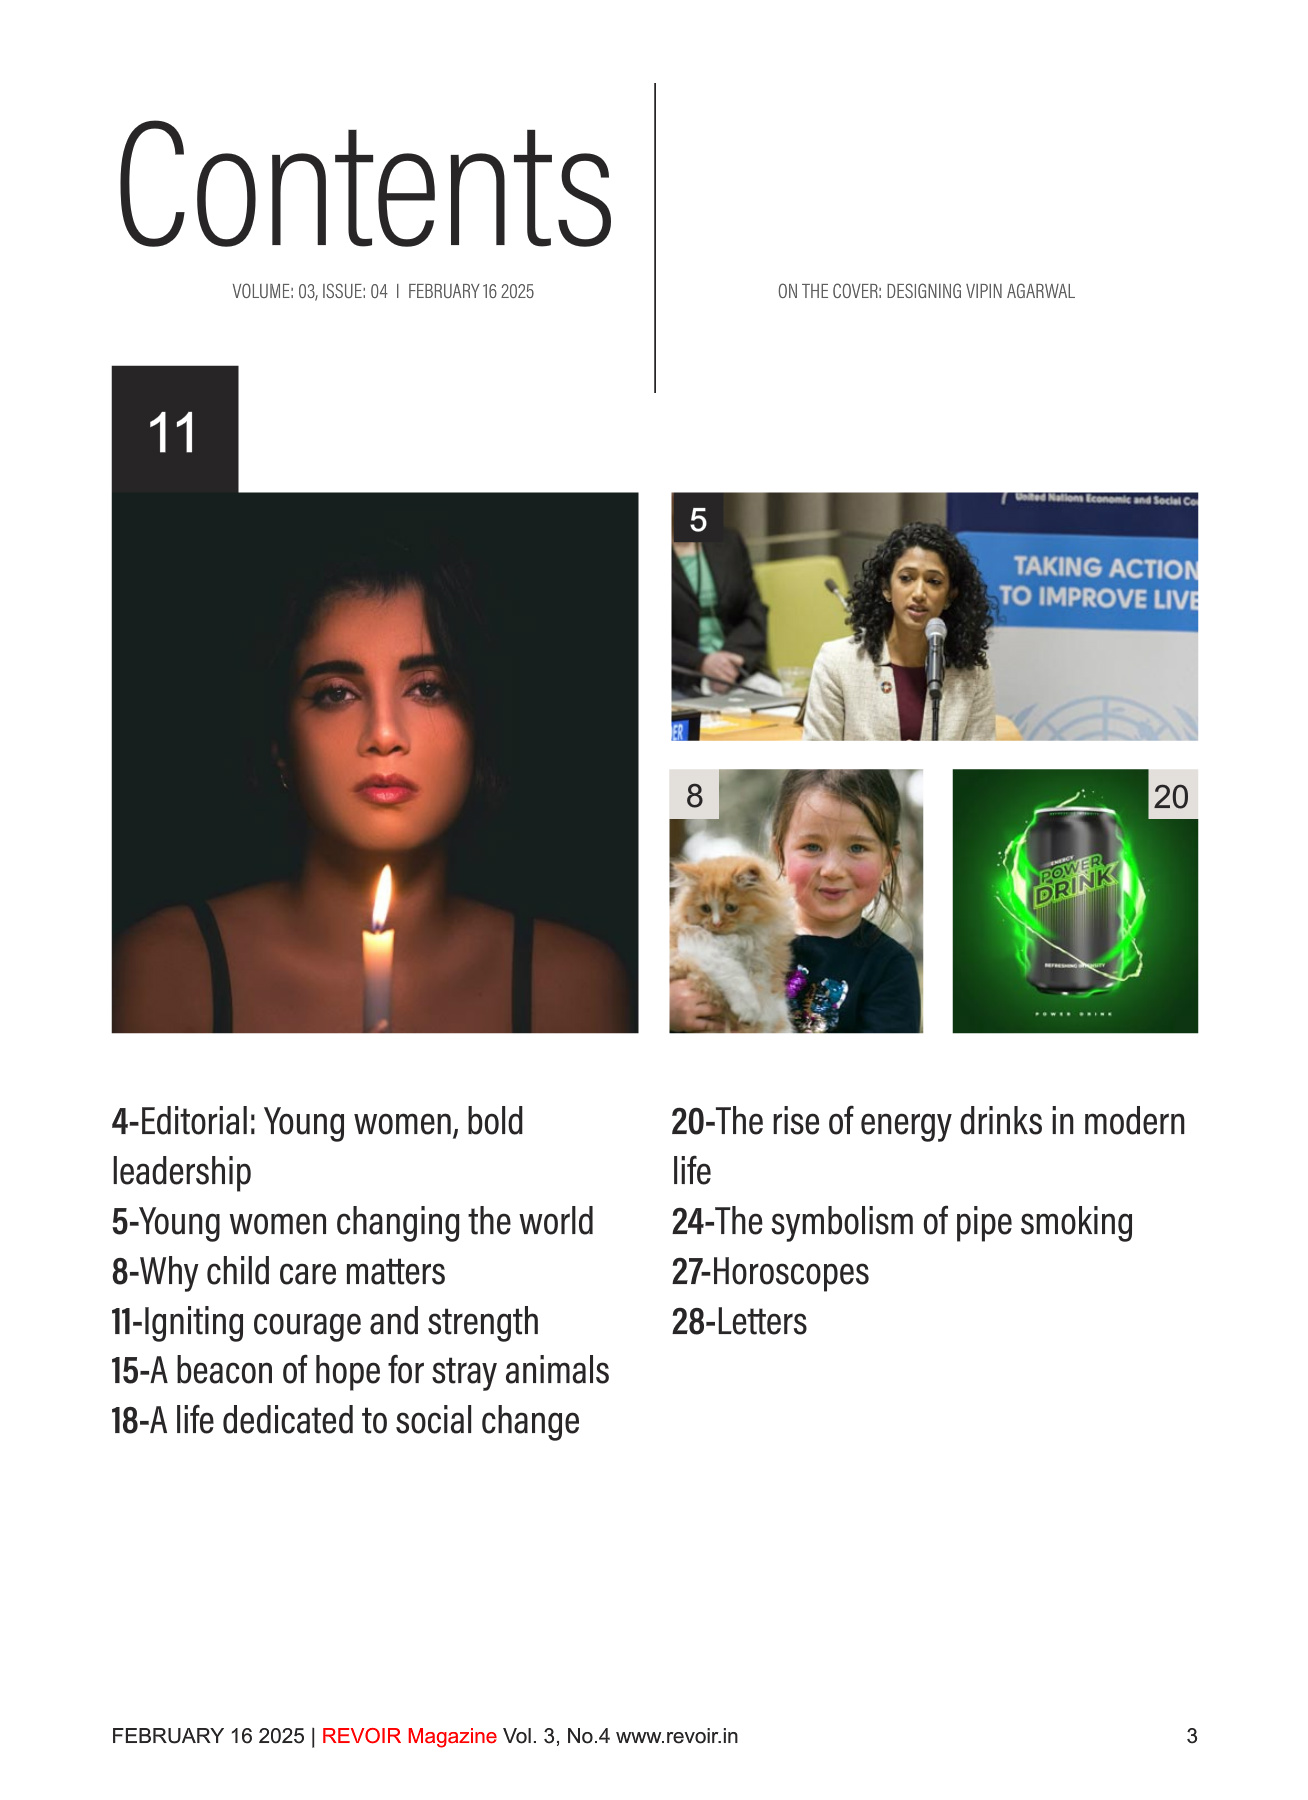 Contents
VOLUME: 03, ISSUE: 04 | FEBRUARY 16 2025
ON THE COVER: DESIGNING VIPIN AGARWAL
11
5
United Nations Economic and Social Co
TAKING ACTION
TO IMPROVE LIVE
ER
8
20
ENERGY
POWER
DRINK
REFRESHING INTENSITY
POWER DRINK
4-Editorial: Young women, bold
leadership
5-Young women changing the world
8-Why child care matters
11-Igniting courage and strength
15-A beacon of hope for stray animals
18-A life dedicated to social change
20-The rise of energy drinks in modern
life
24-The symbolism of pipe smoking
27-Horoscopes
28-Letters
FEBRUARY 16 2025 | REVOIR Magazine Vol. 3, No.4 www.revoir.in
3